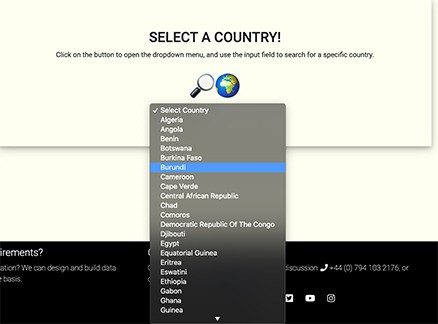 SELECT A COUNTRY!
Click on the button to open the dropdown menu, and use the input field to search for a specific country.
✓ Select Country
Algeria
Angola
Benin
Botswana
Burkina Faso
Burundi
Cameroon
Cape Verde
Central African Republic
Chad
Comoros
Democratic Republic Of The Congo
Djibouti
Egypt
Equatorial Guinea
Eritrea
Eswatini
Ethiopia
Gabon
Ghana
Guinea
irements?
ation? We can design and build data
e basis.
discussion +44 (0) 794 103 2176, or